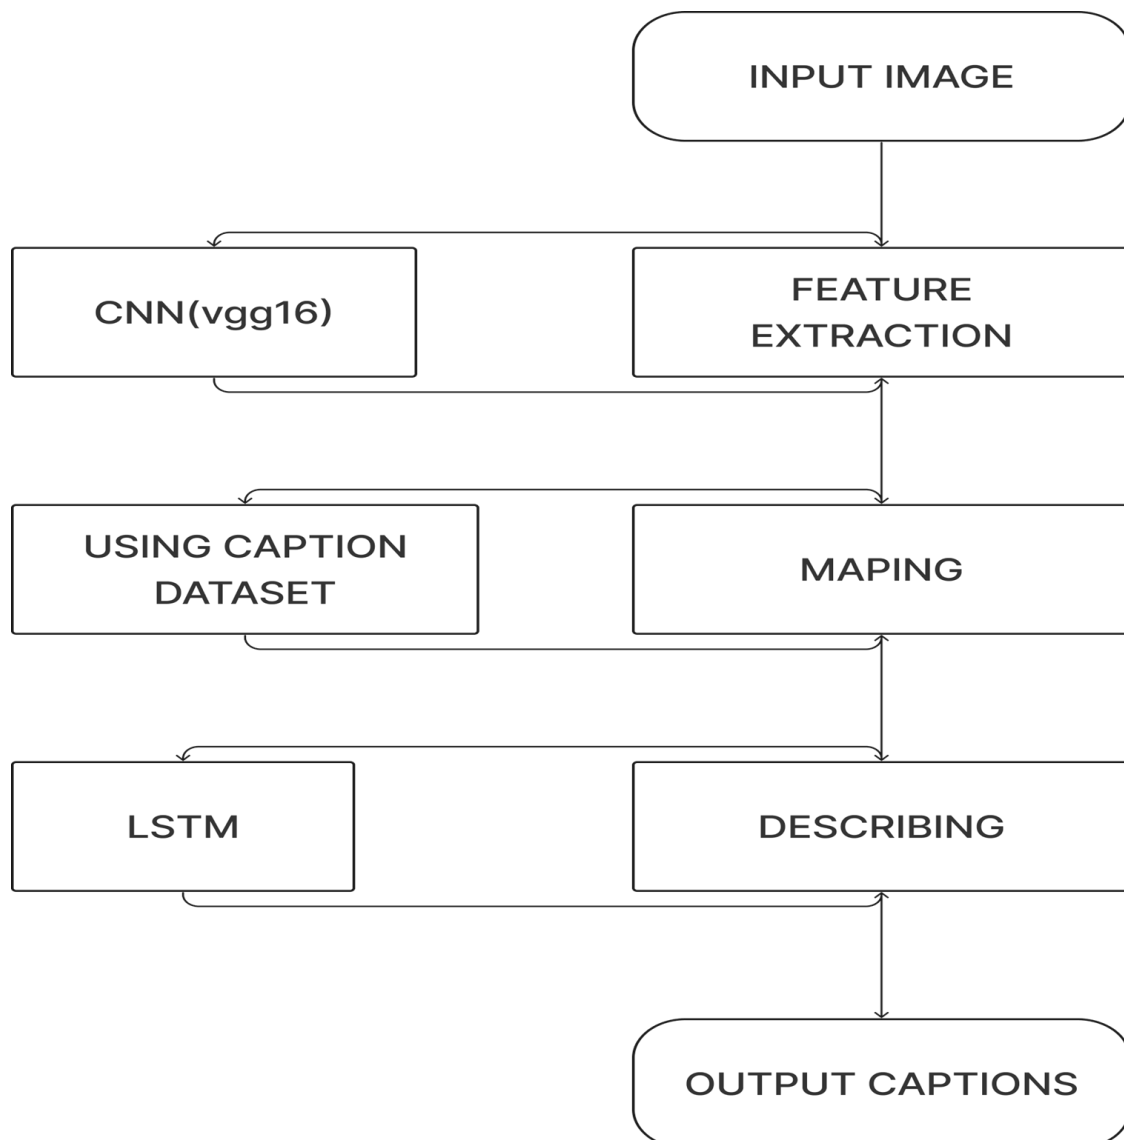 INPUT IMAGE
CNN(vgg16)
FEATURE
EXTRACTION
USING CAPTION
DATASET
MAPING
LSTM
DESCRIBING
OUTPUT CAPTIONS